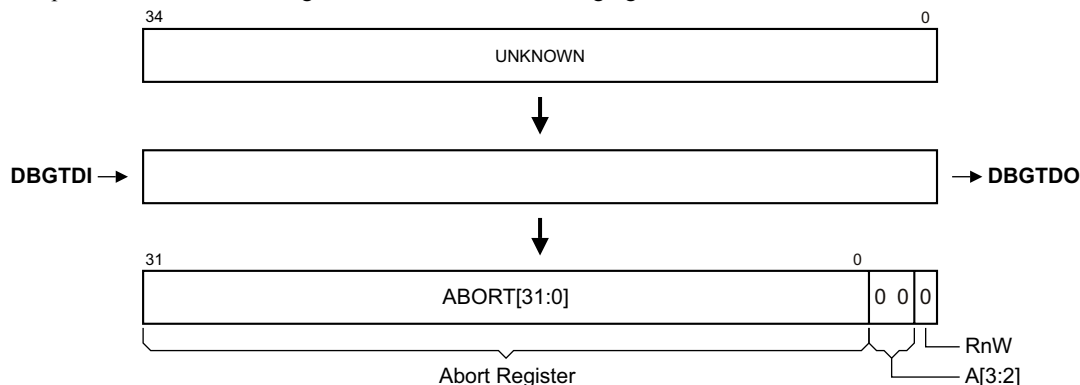 34 0
UNKNOWN
DBGTDI DBGTDO
31 0
ABORT[31:0] 0 0 0
RnW
Abort Register A[3:2]